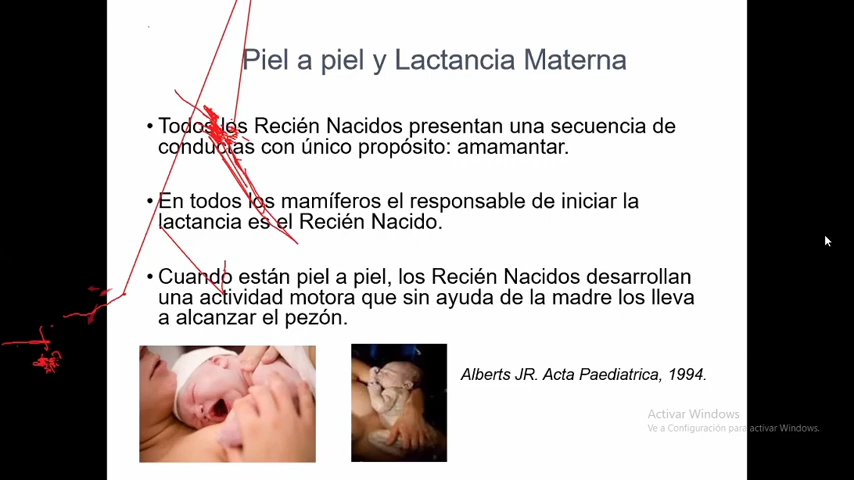 Piel a piel y Lactancia Materna
• Todos los Recién Nacidos presentan una secuencia de
conductas con único propósito: amamantar.
• En todos los mamíferos el responsable de iniciar la
lactancia es el Recién Nacido.
• Cuando están piel a piel, los Recién Nacidos desarrollan
una actividad motora que sin ayuda de la madre los lleva
a alcanzar el pezón.
Alberts JR. Acta Paediatrica, 1994.
Activar Windows
Ve a Configuración para activar Windows.